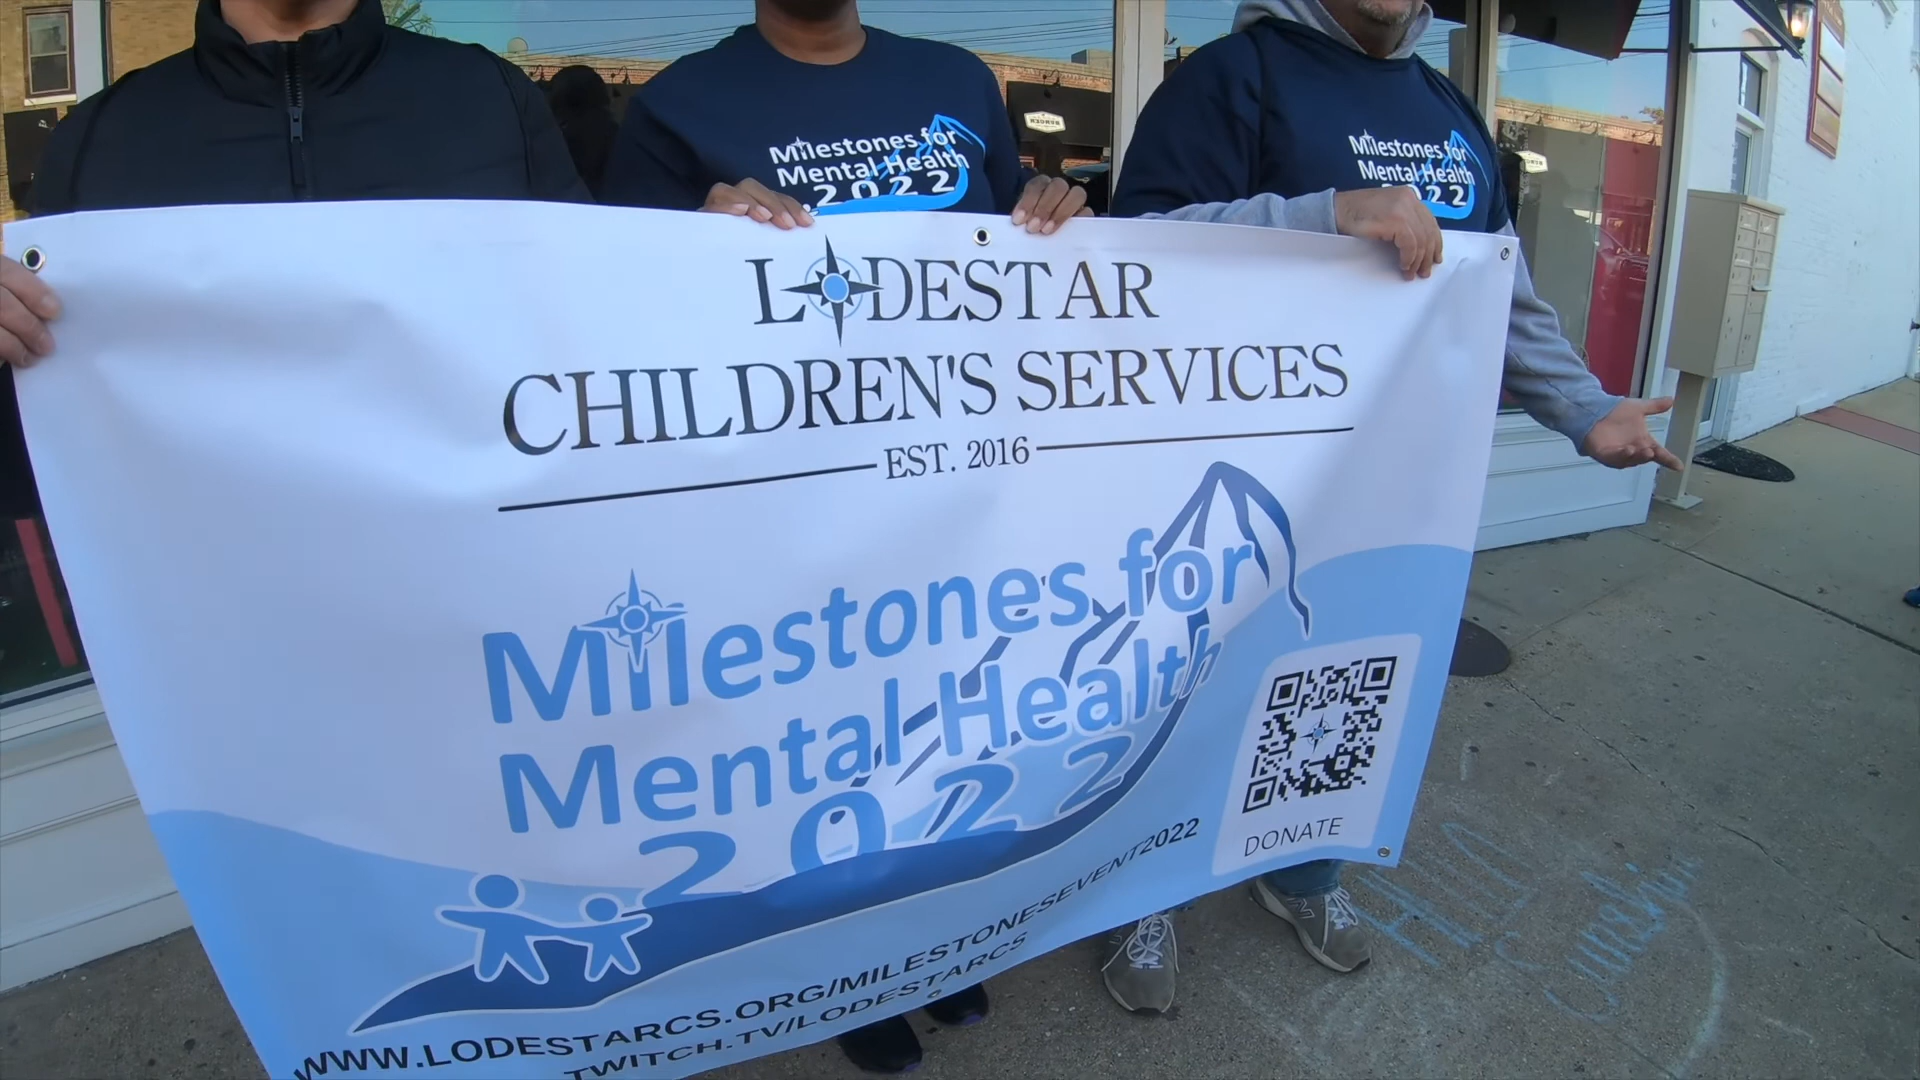 Milestones for
Mental Health
2022
Milestones for
Mental Health
2022
LODESTAR
CHILDREN'S SERVICES
EST. 2016
Milestones for
Mental Health
2022
DONATE
WWW.LODESTARCS.ORG/MILESTONESEVENT2022
TWITCH.TV/LODESTARCS